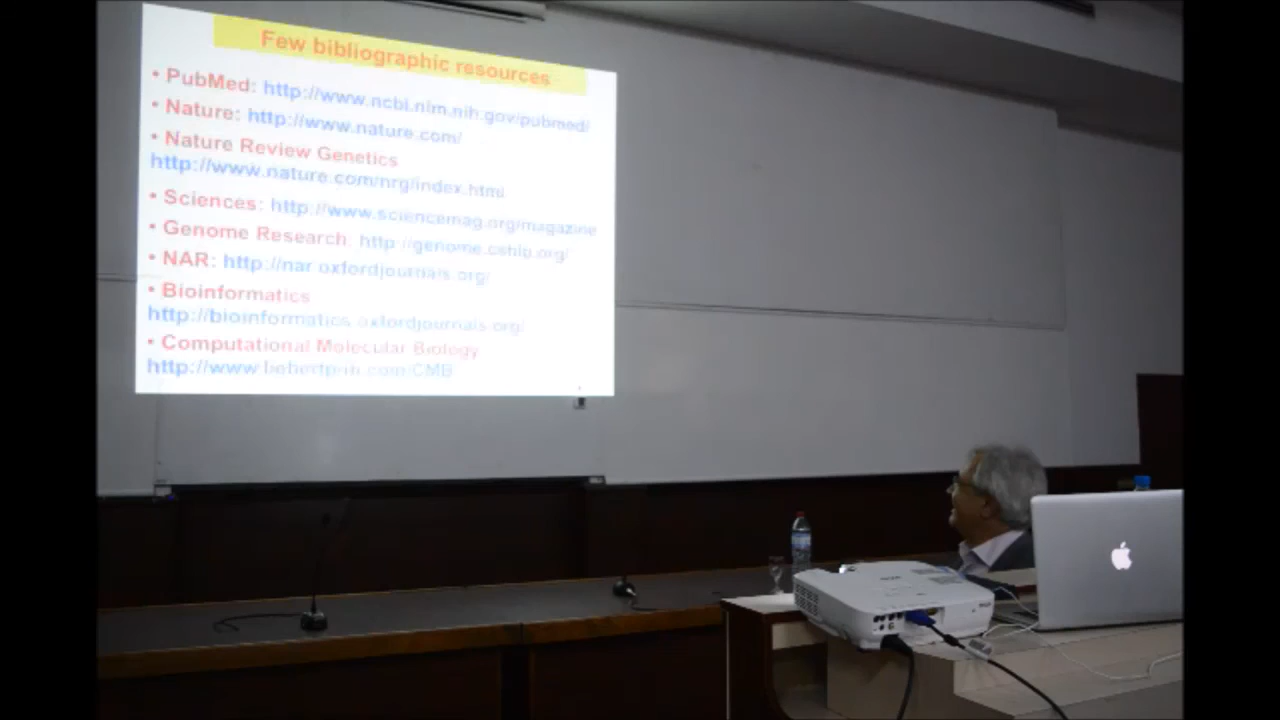 Few bibliographic resources
• PubMed: http://www.ncbi.nlm.nih.gov/pubmed/
• Nature: http://www.nature.com/
• Nature Review Genetics
http://www.nature.com/nrg/index.html
• Sciences: http://www.sciencemag.org/magazine
• Genome Research: http://genome.cshlp.org/
• NAR: http://nar.oxfordjournals.org/
• Bioinformatics
http://bioinformatics.oxfordjournals.org/
• Computational Molecular Biology